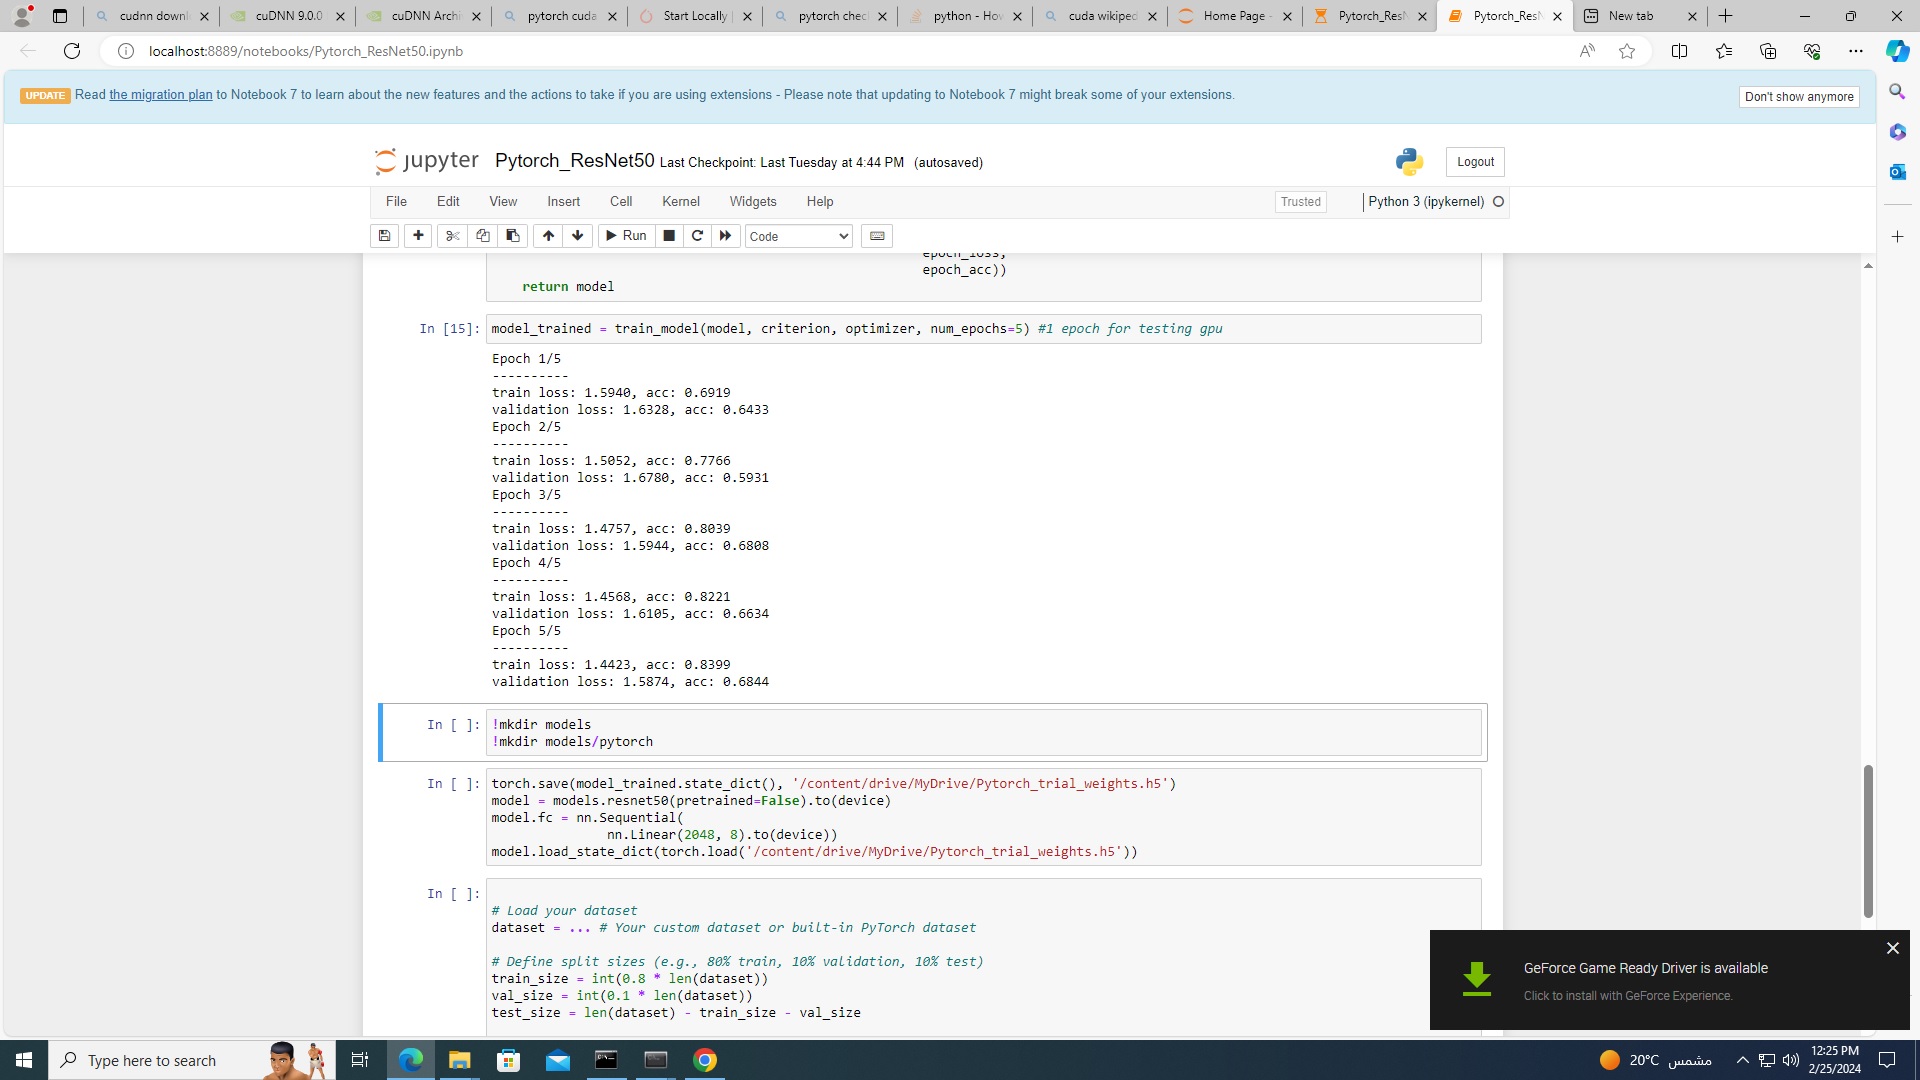 cudnn downl
cuDNN 9.0.0
cuDNN Archi
pytorch cuda
Start Locally
pytorch chec
python - Hov
cuda wikiped
Home Page -
Pytorch_ResN
Pytorch_ResN
New tab
localhost:8889/notebooks/Pytorch_ResNet50.ipynb
UPDATE Read the migration plan to Notebook 7 to learn about the new features and the actions to take if you are using extensions - Please note that updating to Notebook 7 might break some of your extensions.
Don't show anymore
jupyter Pytorch_ResNet50 Last Checkpoint: Last Tuesday at 4:44 PM (autosaved)
Logout
File Edit View Insert Cell Kernel Widgets Help
Trusted
Python 3 (ipykernel)
Run
Code
epoch_loss,
epoch_acc))
return model
In [15]: model_trained = train_model(model, criterion, optimizer, num_epochs=5) #1 epoch for testing gpu
Epoch 1/5
----------
train loss: 1.5940, acc: 0.6919
validation loss: 1.6328, acc: 0.6433
Epoch 2/5
----------
train loss: 1.5052, acc: 0.7766
validation loss: 1.6780, acc: 0.5931
Epoch 3/5
----------
train loss: 1.4757, acc: 0.8039
validation loss: 1.5944, acc: 0.6808
Epoch 4/5
----------
train loss: 1.4568, acc: 0.8221
validation loss: 1.6105, acc: 0.6634
Epoch 5/5
----------
train loss: 1.4423, acc: 0.8399
validation loss: 1.5874, acc: 0.6844
In [ ]: !mkdir models
!mkdir models/pytorch
In [ ]: torch.save(model_trained.state_dict(), '/content/drive/MyDrive/Pytorch_trial_weights.h5')
model = models.resnet50(pretrained=False).to(device)
model.fc = nn.Sequential(
nn.Linear(2048, 8).to(device))
model.load_state_dict(torch.load('/content/drive/MyDrive/Pytorch_trial_weights.h5'))
In [ ]:
# Load your dataset
dataset = ... # Your custom dataset or built-in PyTorch dataset
# Define split sizes (e.g., 80% train, 10% validation, 10% test)
train_size = int(0.8 * len(dataset))
val_size = int(0.1 * len(dataset))
test_size = len(dataset) - train_size - val_size
GeForce Game Ready Driver is available
Click to install with GeForce Experience.
Type here to search
20°C مشمس
12:25 PM
2/25/2024